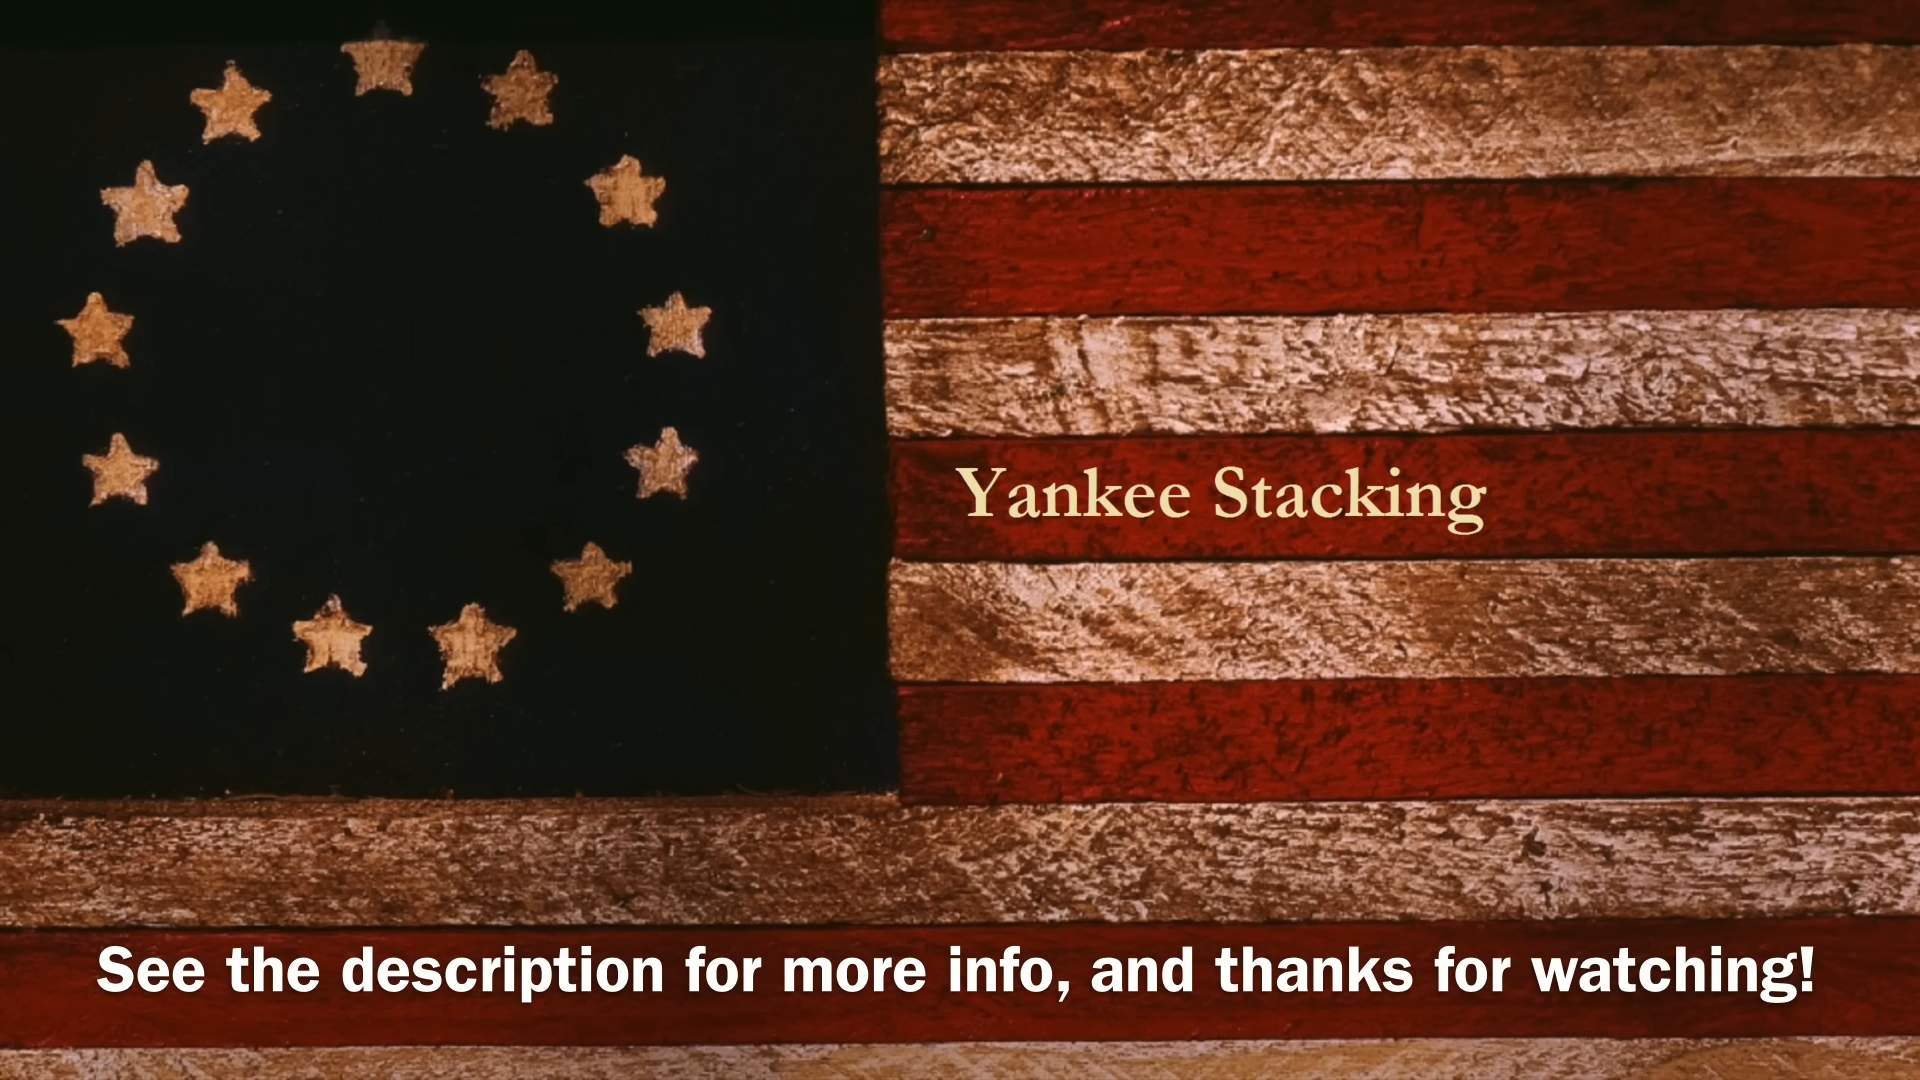 Yankee Stacking
See the description for more info, and thanks for watching!